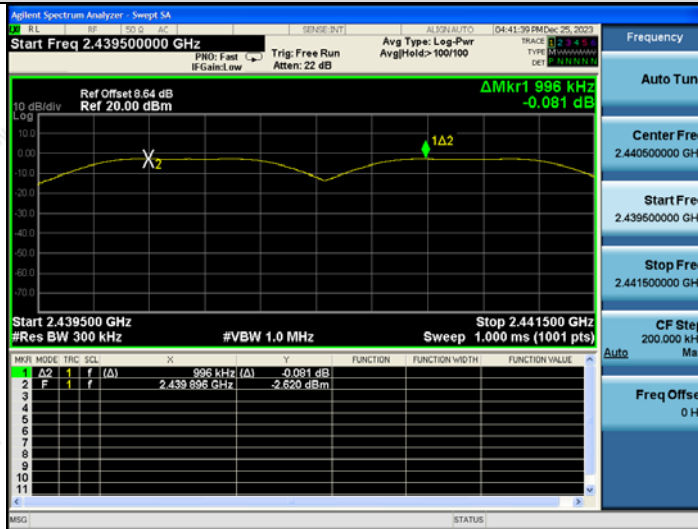 Agilent Spectrum Analyzer - Swept SA
RL RF 50 Ω AC SENSE:INT ALIGN AUTO 04:41:39 PM Dec 25, 2023
Start Freq 2.439500000 GHz
PNO: Fast
IFGain:Low
Trig: Free Run
Atten: 22 dB
Avg Type: Log-Pwr
Avg|Hold:> 100/100
TRACE 1 2 3 4 5 6
TYPE M
DET P N N N N N
Ref Offset 8.64 dB
Ref 20.00 dBm
10 dB/div
Log
ΔMkr1 996 kHz
-0.081 dB
10.0
0.00
-10.0
-20.0
-30.0
-40.0
-50.0
-60.0
-70.0
X2
1Δ2
Start 2.439500 GHz
Stop 2.441500 GHz
#Res BW 300 kHz #VBW 1.0 MHz Sweep 1.000 ms (1001 pts)
MKR MODE TRC SCL X Y FUNCTION FUNCTION WIDTH FUNCTION VALUE
1 Δ2 1 f (Δ) 996 kHz (Δ) -0.081 dB
2 F 1 f 2.439 896 GHz -2.620 dBm
3
4
5
6
7
8
9
10
11
MSG STATUS
Frequency
Auto Tun
Center Fre
2.440500000 GH
Start Fre
2.439500000 GH
Stop Fre
2.441500000 GH
CF Step
200.000 kH
Auto Ma
Freq Offse
0 H